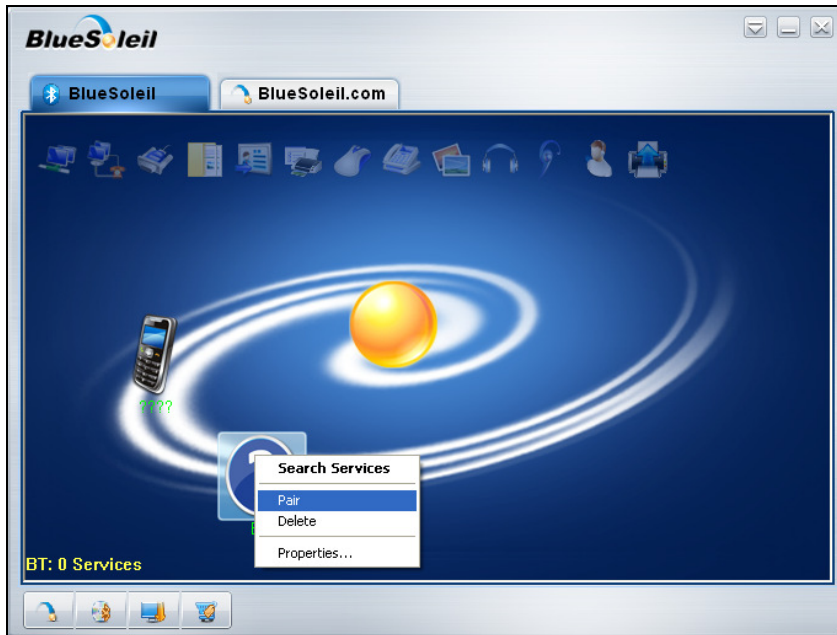 BlueSoleil
BlueSoleil
BlueSoleil.com
????
Search Services
Pair
Delete
Properties...
BT: 0 Services